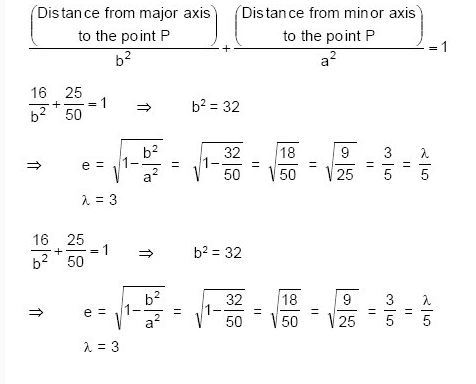 (Distance from major axis to the point P) / b² + (Distance from minor axis to the point P) / a² = 1
16/b² + 25/50 = 1 ⇒ b² = 32
⇒ e = √(1 − b²/a²) = √(1 − 32/50) = √(18/50) = √(9/25) = 3/5 = λ/5
λ = 3
16/b² + 25/50 = 1 ⇒ b² = 32
⇒ e = √(1 − b²/a²) = √(1 − 32/50) = √(18/50) = √(9/25) = 3/5 = λ/5
λ = 3